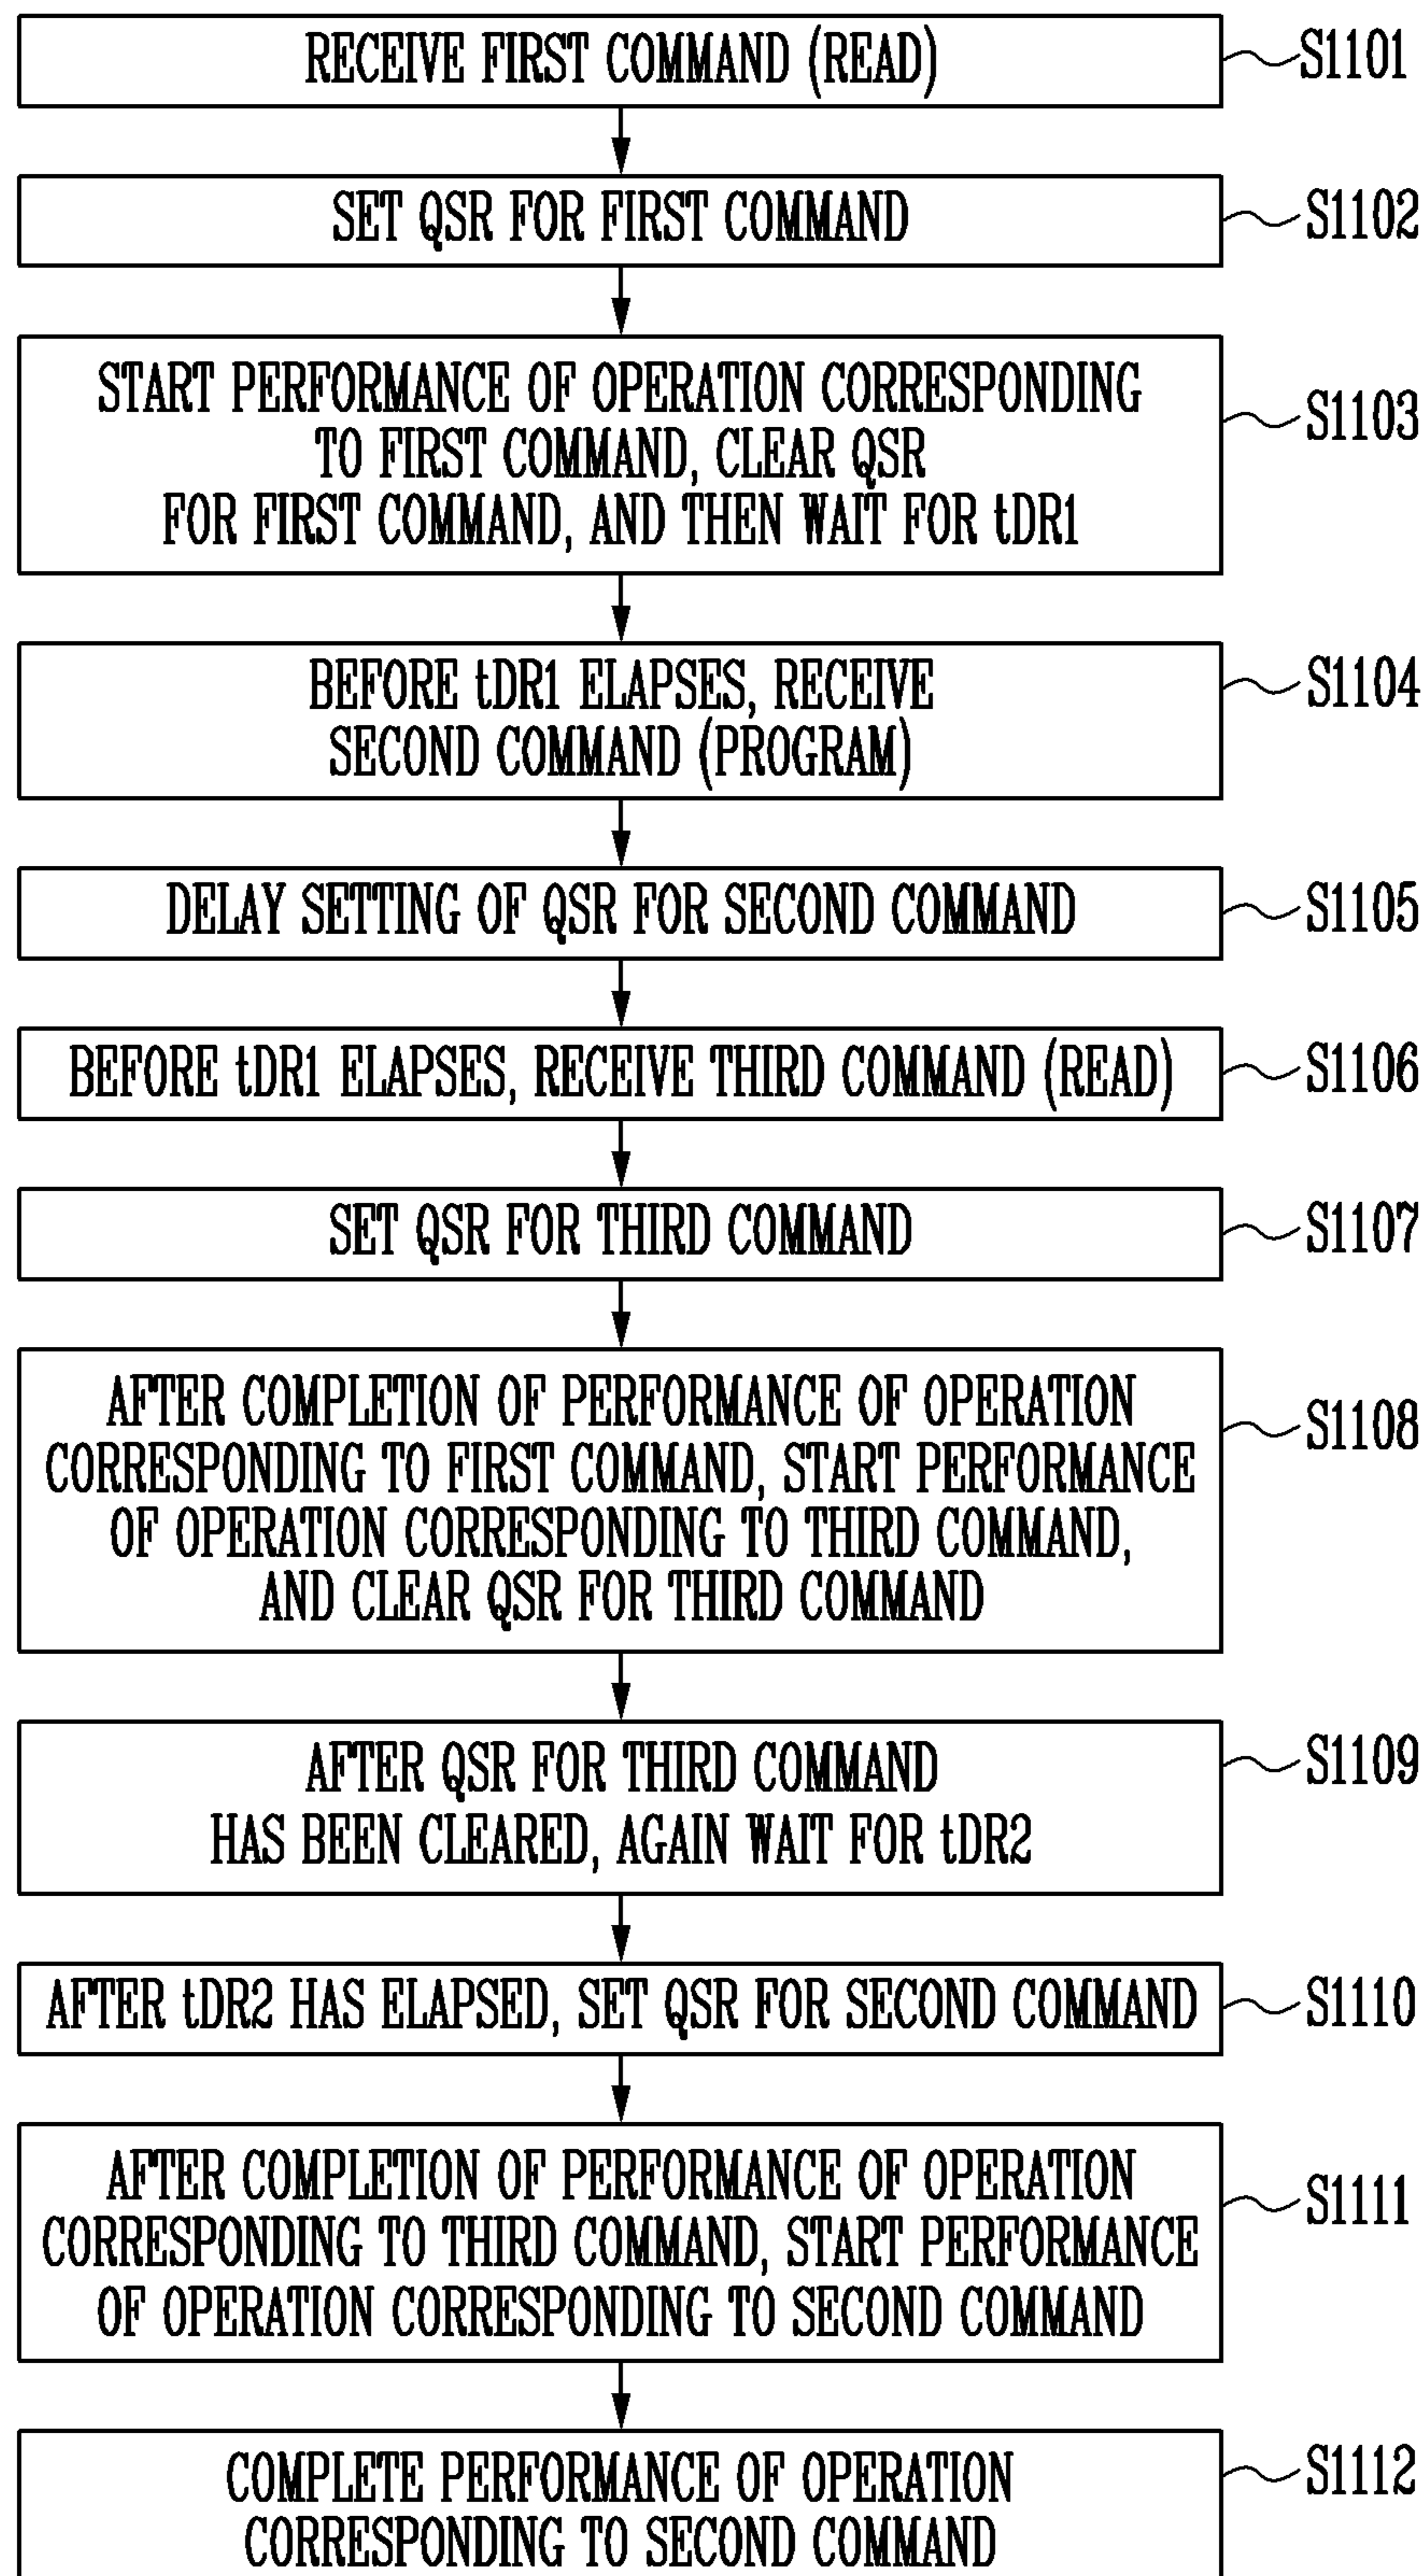 RECEIVE FIRST COMMAND (READ)
S1101
SET QSR FOR FIRST COMMAND
S1102
START PERFORMANCE OF OPERATION CORRESPONDING
TO FIRST COMMAND, CLEAR QSR
FOR FIRST COMMAND, AND THEN WAIT FOR tDR1
S1103
BEFORE tDR1 ELAPSES, RECEIVE
SECOND COMMAND (PROGRAM)
S1104
DELAY SETTING OF QSR FOR SECOND COMMAND
S1105
BEFORE tDR1 ELAPSES, RECEIVE THIRD COMMAND (READ)
S1106
SET QSR FOR THIRD COMMAND
S1107
AFTER COMPLETION OF PERFORMANCE OF OPERATION
CORRESPONDING TO FIRST COMMAND, START PERFORMANCE
OF OPERATION CORRESPONDING TO THIRD COMMAND,
AND CLEAR QSR FOR THIRD COMMAND
S1108
AFTER QSR FOR THIRD COMMAND
HAS BEEN CLEARED, AGAIN WAIT FOR tDR2
S1109
AFTER tDR2 HAS ELAPSED, SET QSR FOR SECOND COMMAND
S1110
AFTER COMPLETION OF PERFORMANCE OF OPERATION
CORRESPONDING TO THIRD COMMAND, START PERFORMANCE
OF OPERATION CORRESPONDING TO SECOND COMMAND
S1111
COMPLETE PERFORMANCE OF OPERATION
CORRESPONDING TO SECOND COMMAND
S1112